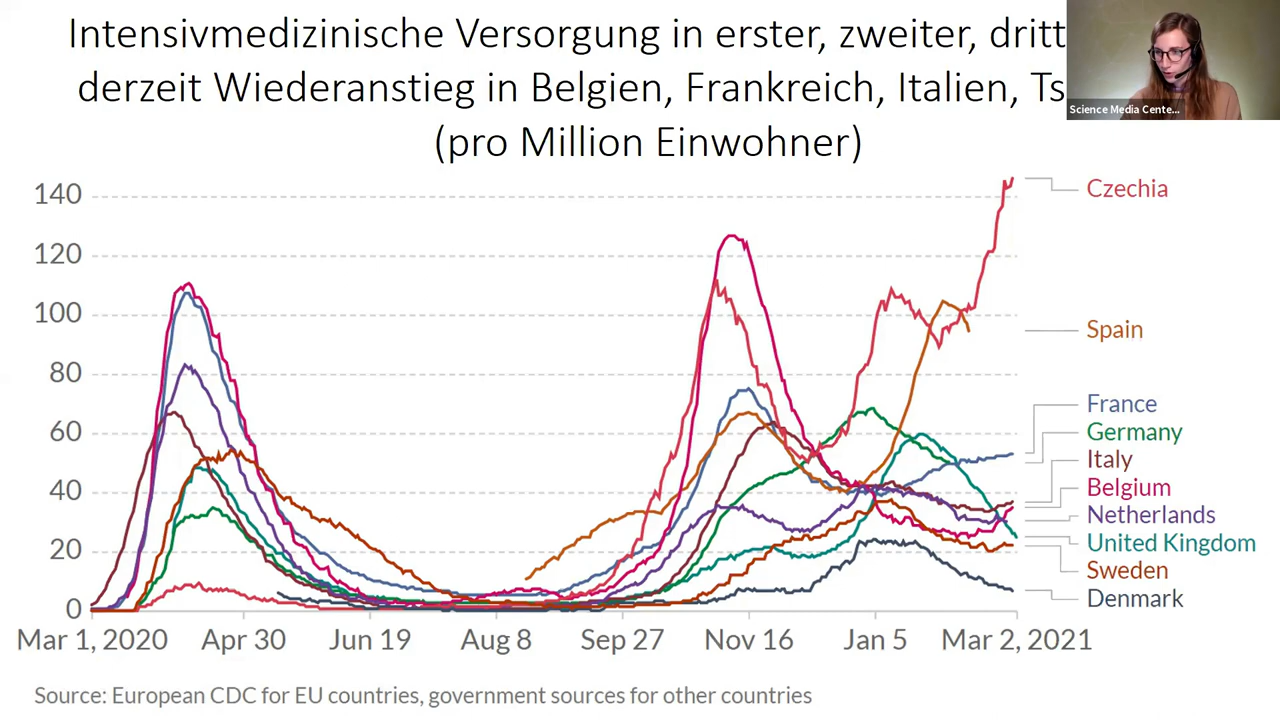 Intensivmedizinische Versorgung in erster, zweiter, dritt
derzeit Wiederanstieg in Belgien, Frankreich, Italien, Ts
(pro Million Einwohner)
Science Media Cente...
140
120
100
80
60
40
20
0
Czechia
Spain
France
Germany
Italy
Belgium
Netherlands
United Kingdom
Sweden
Denmark
Mar 1, 2020 Apr 30 Jun 19 Aug 8 Sep 27 Nov 16 Jan 5 Mar 2, 2021
Source: European CDC for EU countries, government sources for other countries